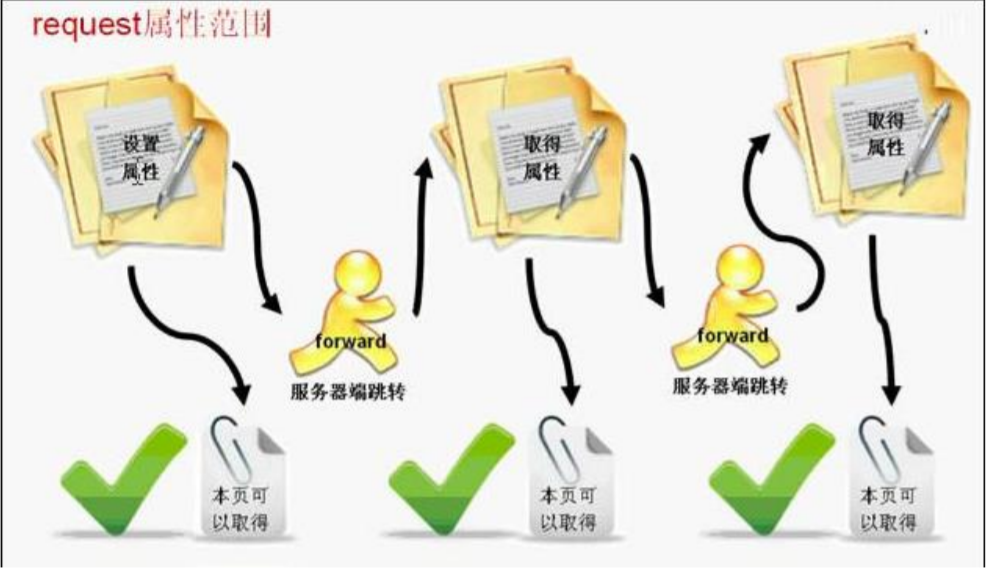 request属性范围
设置
属性
取得
属性
取得
属性
forward
服务器端跳转
forward
服务器端跳转
本页可
以取得
本页可
以取得
本页可
以取得